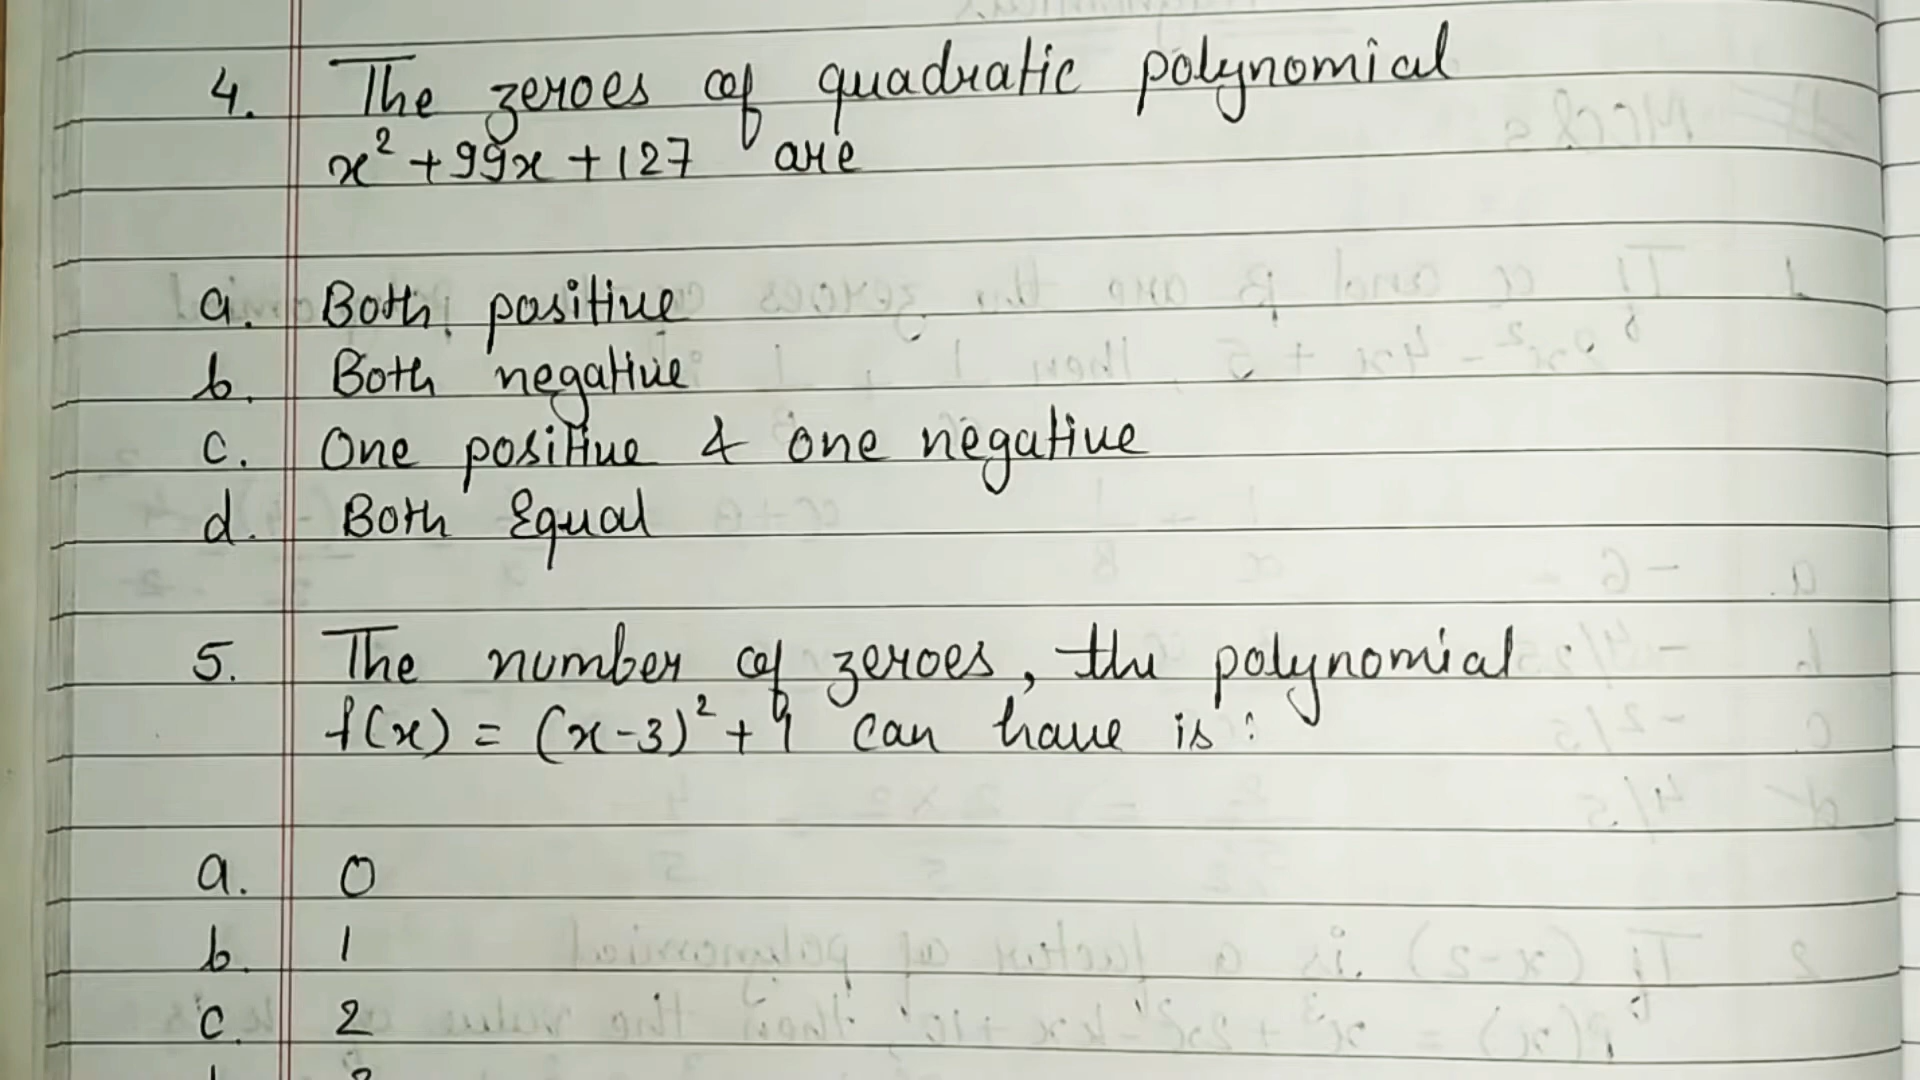 4. The zeroes of quadratic polynomial
x² + 99x + 127 are
a. Both positive
b. Both negative
c. One positive & one negative
d. Both Equal
5. The number of zeroes, the polynomial
f(x) = (x-3)² + 1 can have is :
a. 0
b. 1
c. 2